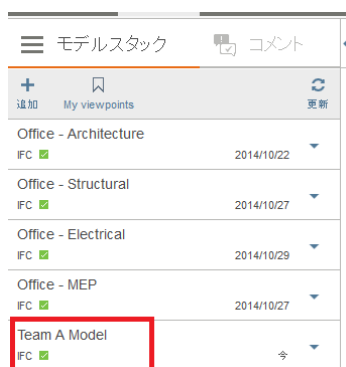 モデルスタック コメント
追加 My viewpoints 更新
Office - Architecture
IFC 2014/10/22
Office - Structural
IFC 2014/10/27
Office - Electrical
IFC 2014/10/29
Office - MEP
IFC 2014/10/27
Team A Model
IFC 今